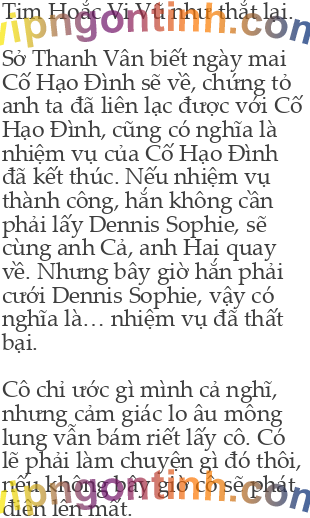 Tim Hoắc Vi Vũ như thắt lại.
vipngontinh.com
Sở Thanh Vân biết ngày mai
Cố Hạo Đình sẽ về, chứng tỏ
anh ta đã liên lạc được với Cố
Hạo Đình, cũng có nghĩa là
nhiệm vụ của Cố Hạo Đình
đã kết thúc. Nếu nhiệm vụ
thành công, hắn không cần
phải lấy Dennis Sophie, sẽ
cùng anh Cả, anh Hai quay
về. Nhưng bây giờ hắn phải
cưới Dennis Sophie, vậy có
nghĩa là… nhiệm vụ đã thất
bại.
Cô chỉ ước gì mình cả nghĩ,
nhưng cảm giác lo âu mông
lung vẫn bám riết lấy cô. Có
lẽ phải làm chuyện gì đó thôi,
nếu không bây giờ cô sẽ phát
vipngontinh.com
điên lên mất.